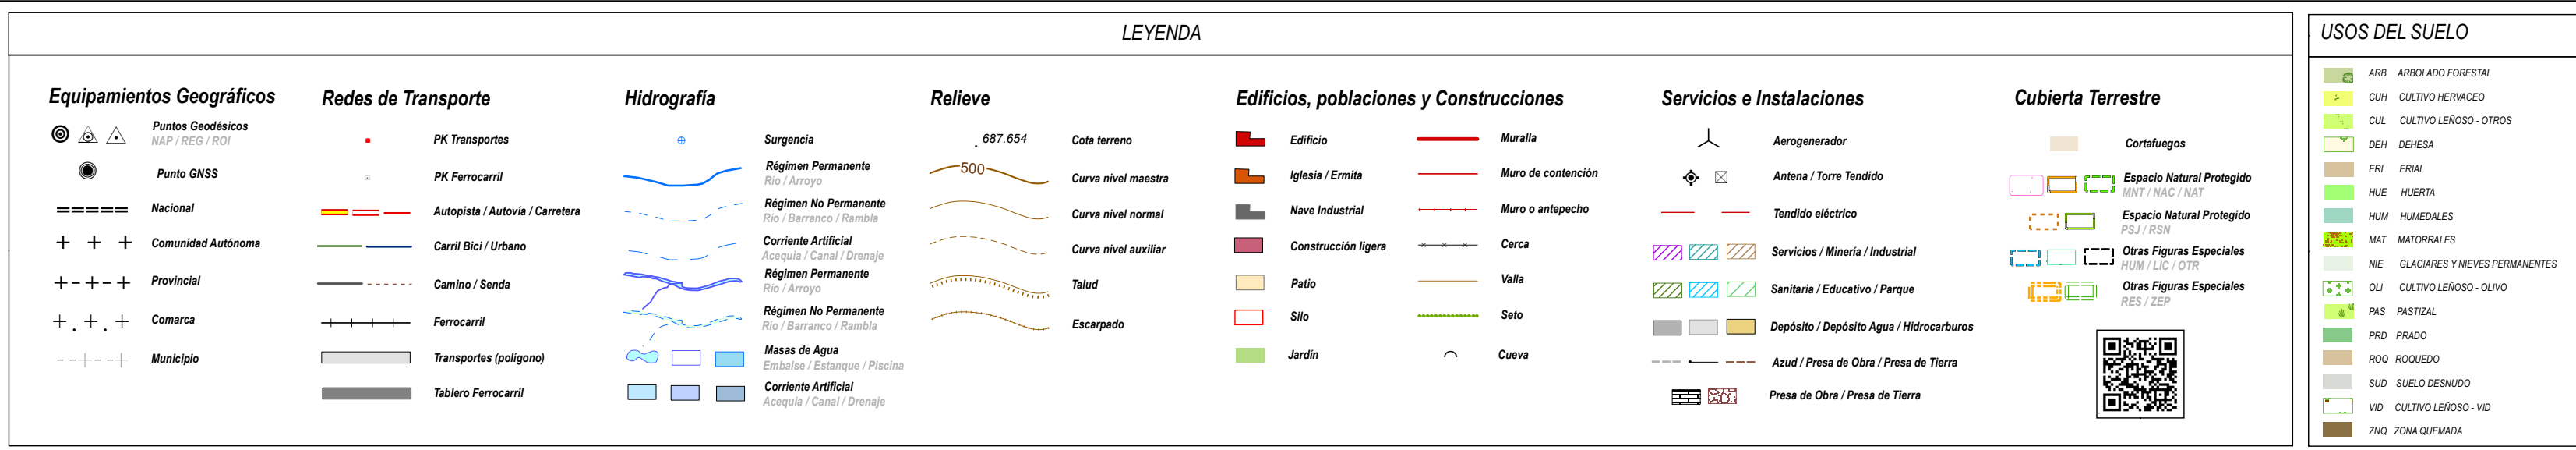 LEYENDA
Equipamientos Geográficos
Puntos Geodésicos
NAP / REG / ROI
Punto GNSS
Nacional
Comunidad Autónoma
Provincial
Comarca
Municipio
Redes de Transporte
PK Transportes
PK Ferrocarril
Autopista / Autovía / Carretera
Carril Bici / Urbano
Camino / Senda
Ferrocarril
Transportes (polígono)
Tablero Ferrocarril
Hidrografía
Surgencia
Régimen Permanente
Río / Arroyo
Régimen No Permanente
Río / Barranco / Rambla
Corriente Artificial
Acequia / Canal / Drenaje
Régimen Permanente
Río / Arroyo
Régimen No Permanente
Río / Barranco / Rambla
Masas de Agua
Embalse / Estanque / Piscina
Corriente Artificial
Acequia / Canal / Drenaje
Relieve
687.654 Cota terreno
500 Curva nivel maestra
Curva nivel normal
Curva nivel auxiliar
Talud
Escarpado
Edificios, poblaciones y Construcciones
Edificio
Iglesia / Ermita
Nave Industrial
Construcción ligera
Patio
Silo
Jardín
Muralla
Muro de contención
Muro o antepecho
Cerca
Valla
Seto
Cueva
Servicios e Instalaciones
Aerogenerador
Antena / Torre Tendido
Tendido eléctrico
Servicios / Minería / Industrial
Sanitaria / Educativo / Parque
Depósito / Depósito Agua / Hidrocarburos
Azud / Presa de Obra / Presa de Tierra
Presa de Obra / Presa de Tierra
Cubierta Terrestre
Cortafuegos
Espacio Natural Protegido
MNT / NAC / NAT
Espacio Natural Protegido
PSJ / RSN
Otras Figuras Especiales
HUM / LIC / OTR
Otras Figuras Especiales
RES / ZEP
USOS DEL SUELO
ARB ARBOLADO FORESTAL
CUH CULTIVO HERVACEO
CUL CULTIVO LEÑOSO - OTROS
DEH DEHESA
ERI ERIAL
HUE HUERTA
HUM HUMEDALES
MAT MATORRALES
NIE GLACIARES Y NIEVES PERMANENTES
OLI CULTIVO LEÑOSO - OLIVO
PAS PASTIZAL
PRD PRADO
ROQ ROQUEDO
SUD SUELO DESNUDO
VID CULTIVO LEÑOSO - VID
ZNQ ZONA QUEMADA